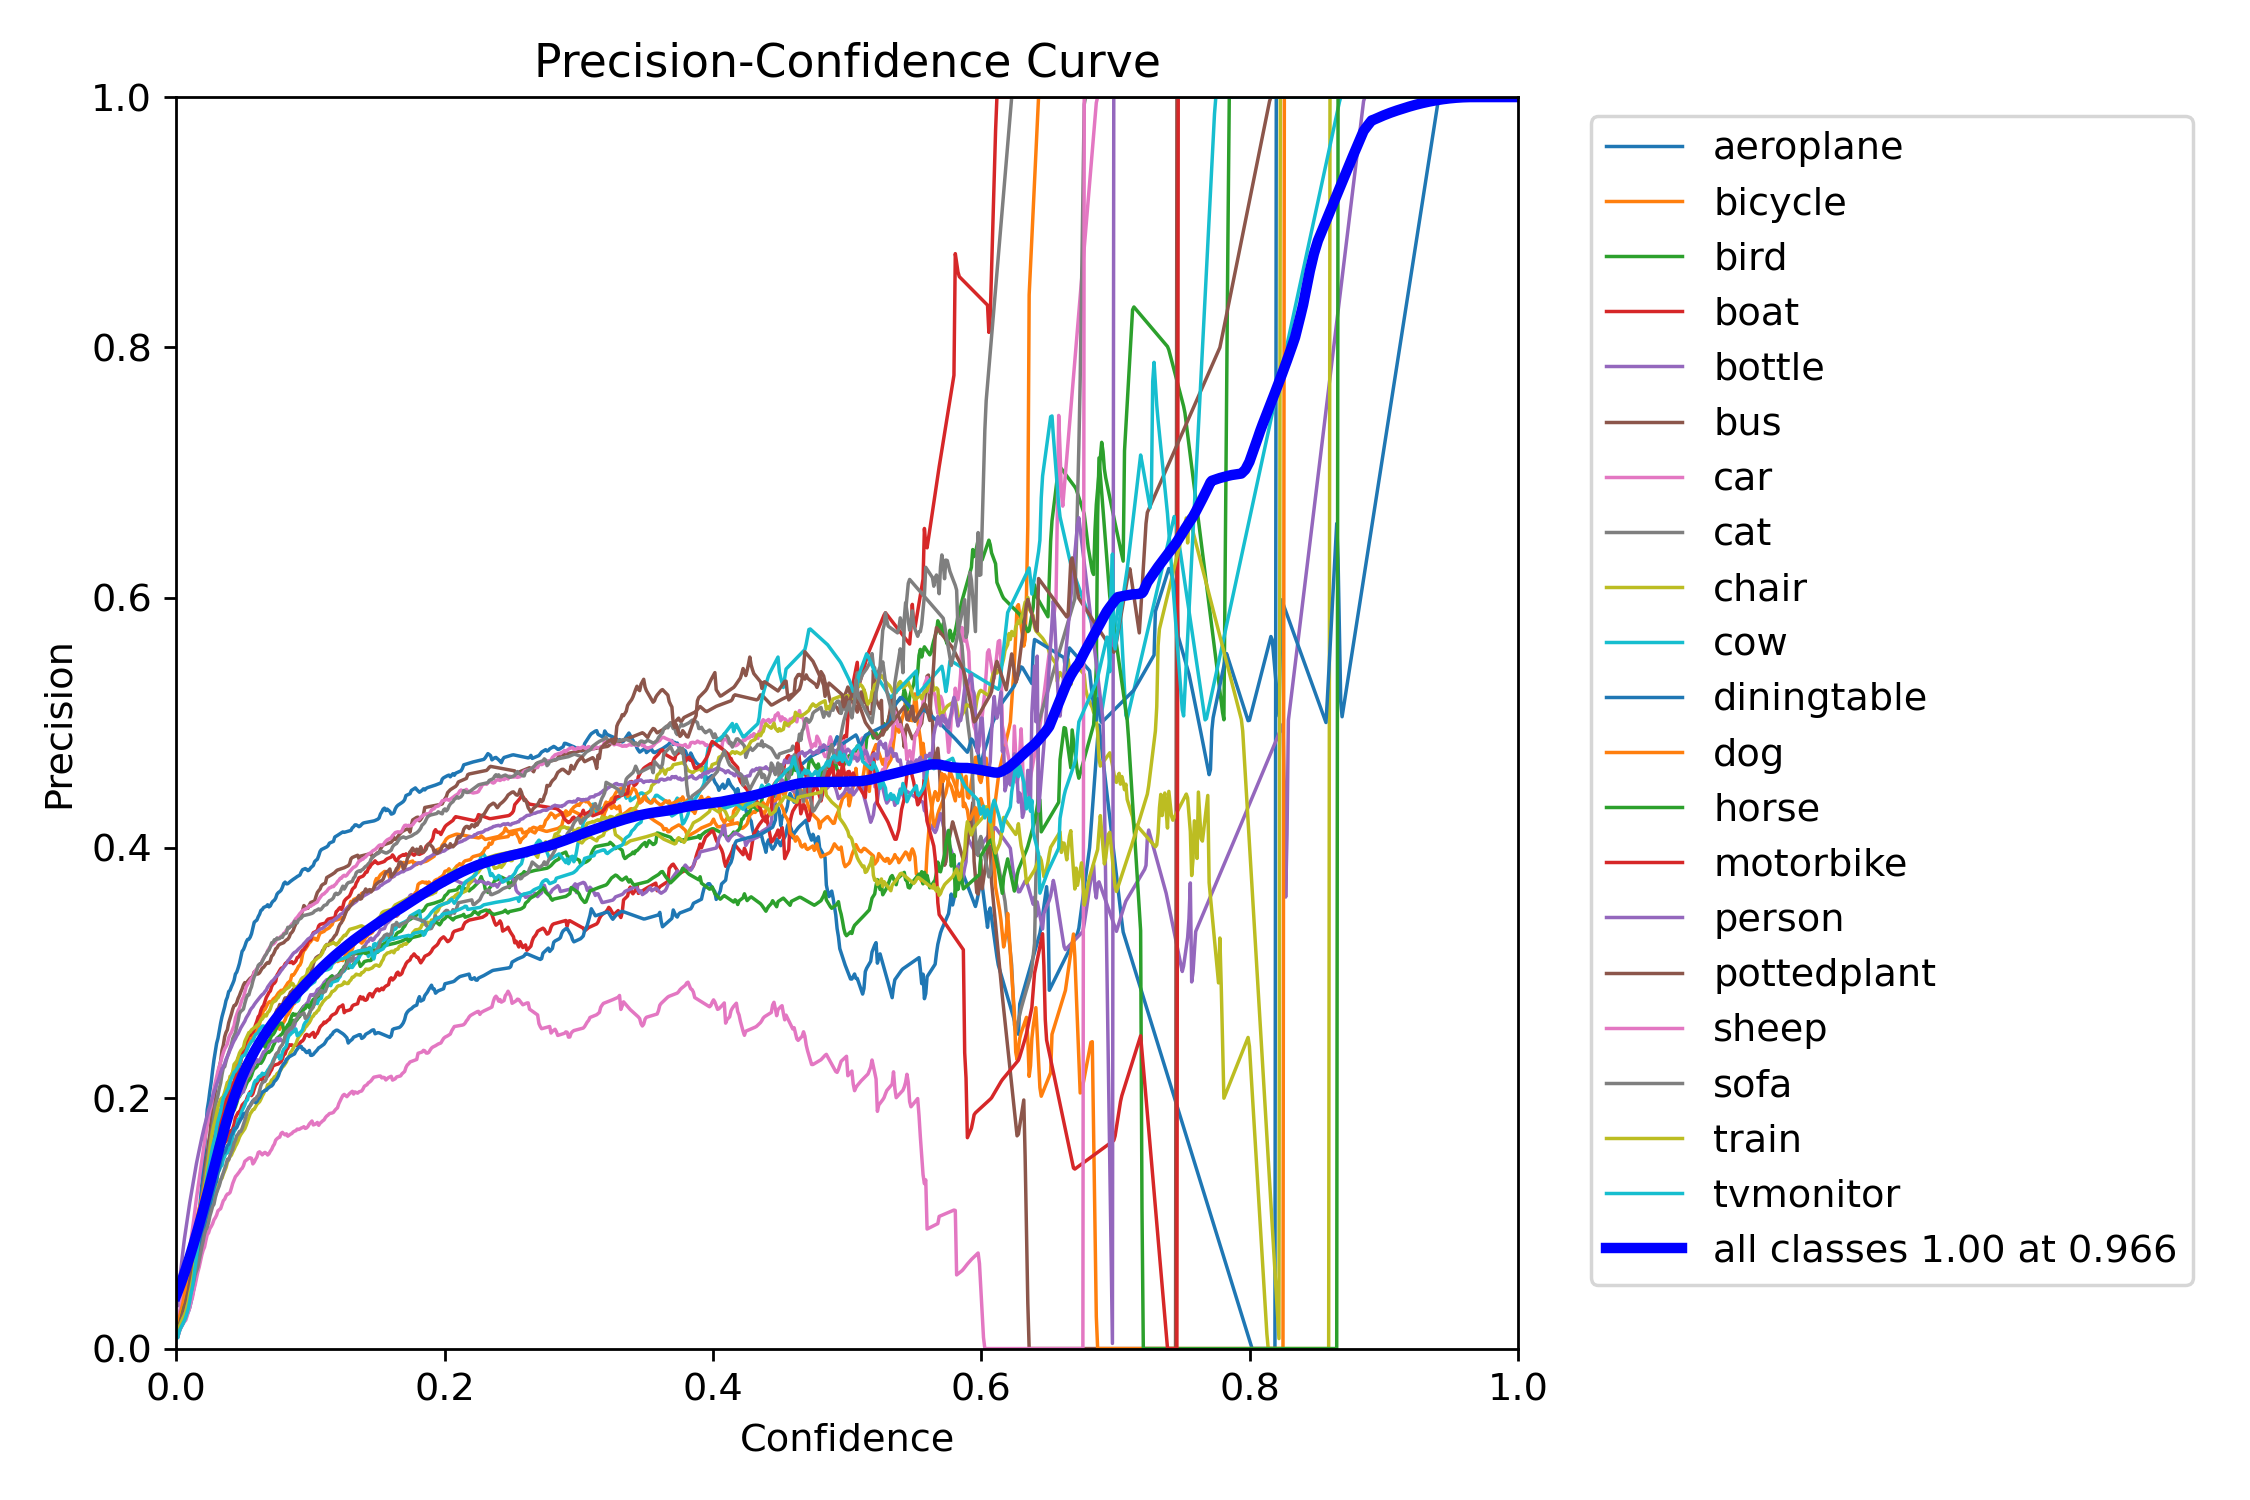 Precision-Confidence Curve
1.0
0.8
0.6
0.4
0.2
0.0
Precision
0.0 0.2 0.4 0.6 0.8 1.0
Confidence
aeroplane
bicycle
bird
boat
bottle
bus
car
cat
chair
cow
diningtable
dog
horse
motorbike
person
pottedplant
sheep
sofa
train
tvmonitor
all classes 1.00 at 0.966